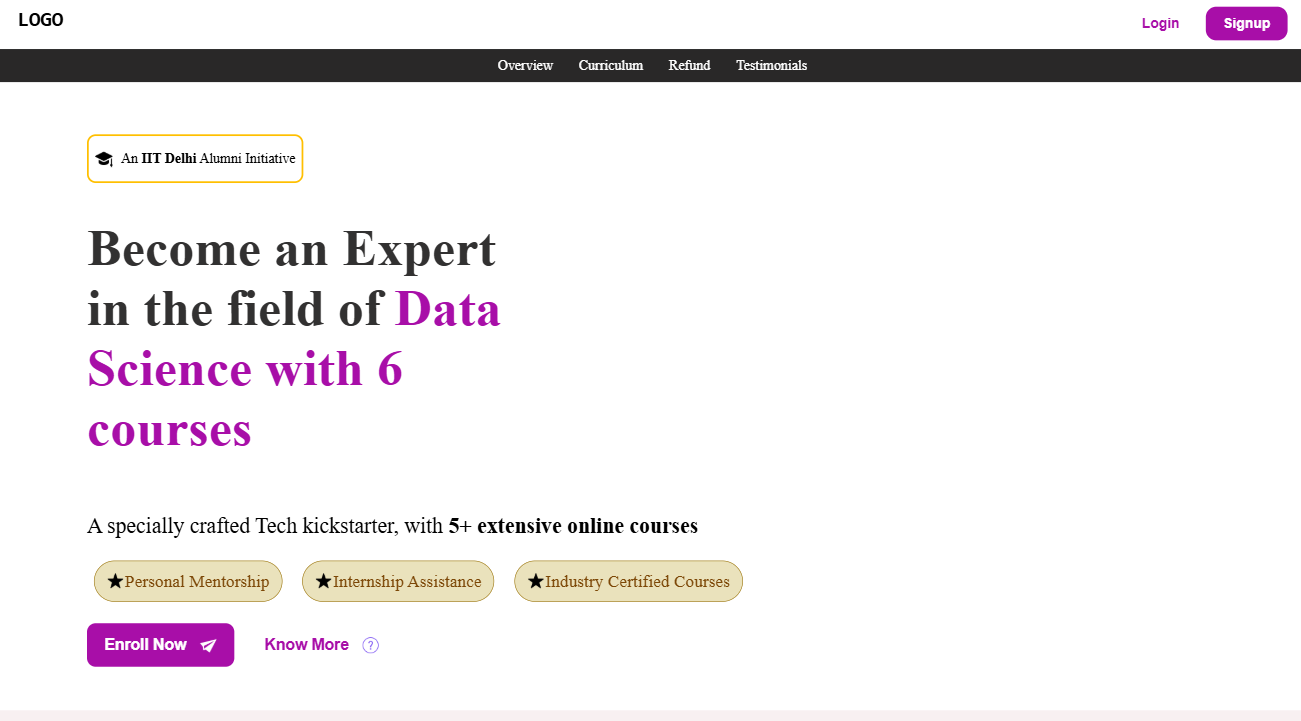 LOGO
Login
Signup
Overview
Curriculum
Refund
Testimonials
An IIT Delhi Alumni Initiative
Become an Expert
in the field of Data
Science with 6
courses
A specially crafted Tech kickstarter, with 5+ extensive online courses
Personal Mentorship
Internship Assistance
Industry Certified Courses
Enroll Now
Know More ?